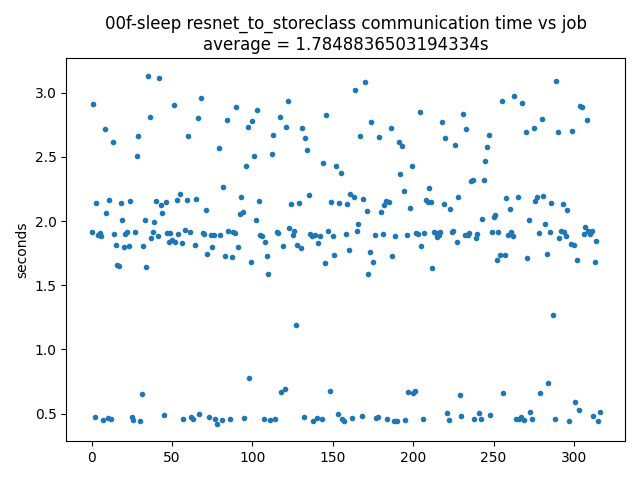 00f-sleep resnet_to_storeclass communication time vs job
average = 1.7848836503194334s
seconds
3.0
2.5
2.0
1.5
1.0
0.5
0 50 100 150 200 250 300